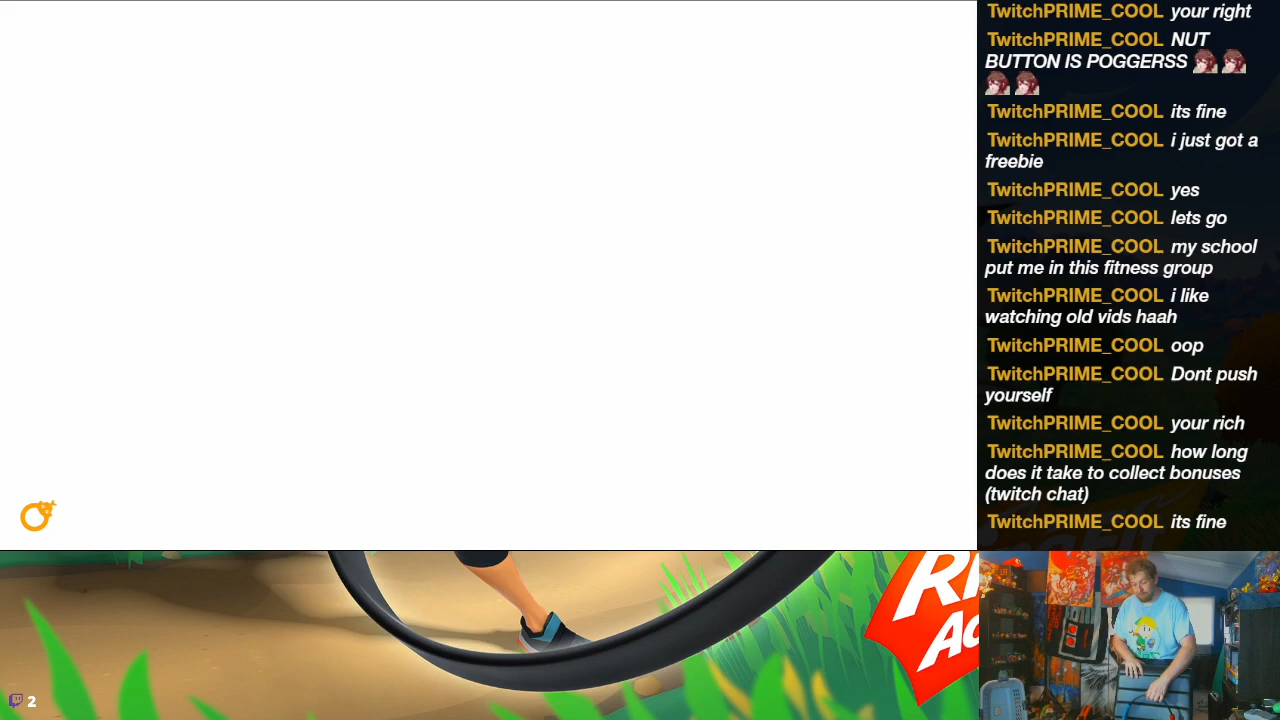 TwitchPRIME_COOL your right
TwitchPRIME_COOL NUT
BUTTON IS POGGERSS
TwitchPRIME_COOL its fine
TwitchPRIME_COOL i just got a
freebie
TwitchPRIME_COOL yes
TwitchPRIME_COOL lets go
TwitchPRIME_COOL my school
put me in this fitness group
TwitchPRIME_COOL i like
watching old vids haah
TwitchPRIME_COOL oop
TwitchPRIME_COOL Dont push
yourself
TwitchPRIME_COOL your rich
TwitchPRIME_COOL how long
does it take to collect bonuses
(twitch chat)
TwitchPRIME_COOL its fine
2